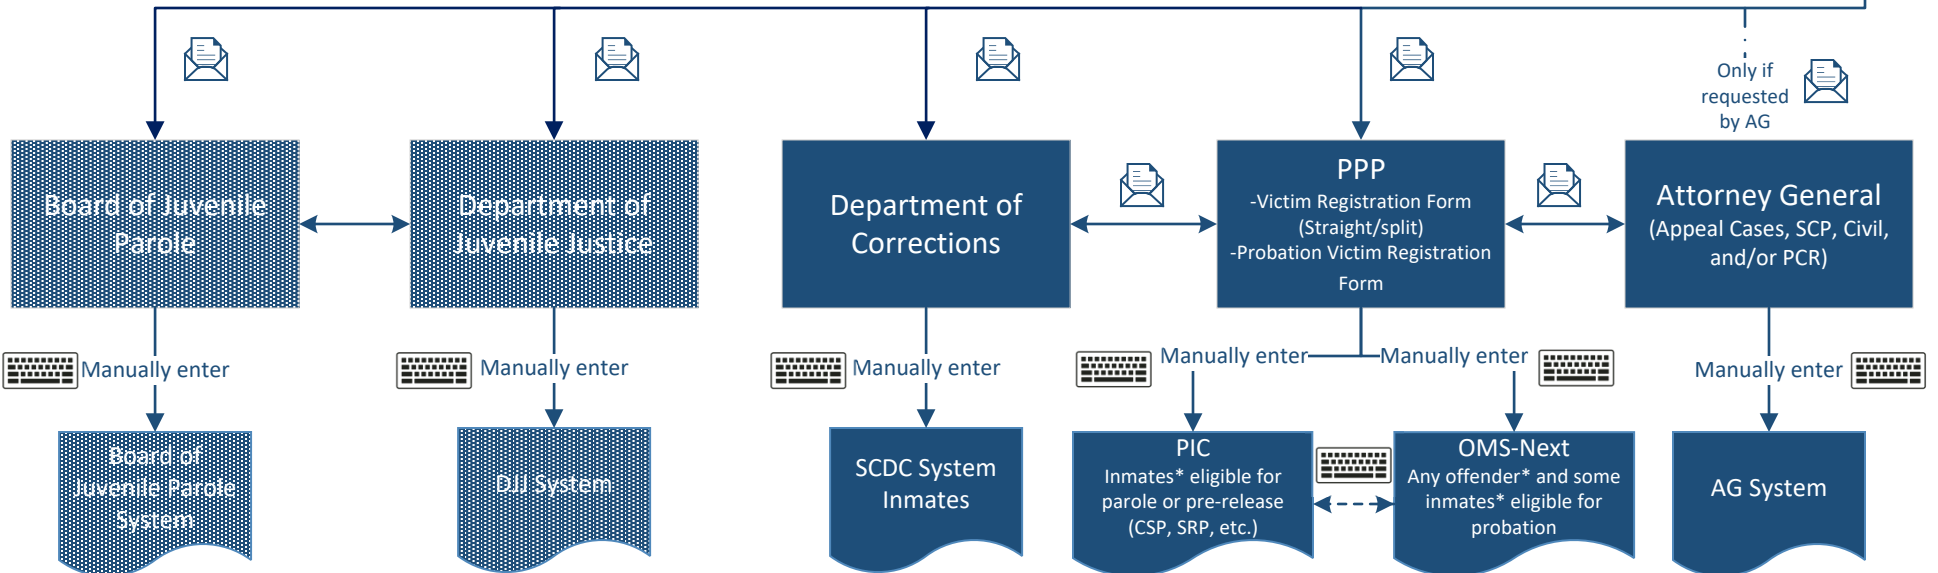 Only if
requested
by AG
Board of Juvenile
Parole
Department of
Juvenile Justice
Department of
Corrections
PPP
-Victim Registration Form
(Straight/split)
-Probation Victim Registration
Form
Attorney General
(Appeal Cases, SCP, Civil,
and/or PCR)
Manually enter
Manually enter
Manually enter
Manually enter
Manually enter
Manually enter
Board of
Juvenile Parole
System
DJJ System
SCDC System
Inmates
PIC
Inmates* eligible for
parole or pre-release
(CSP, SRP, etc.)
OMS-Next
Any offender* and some
inmates* eligible for
probation
AG System